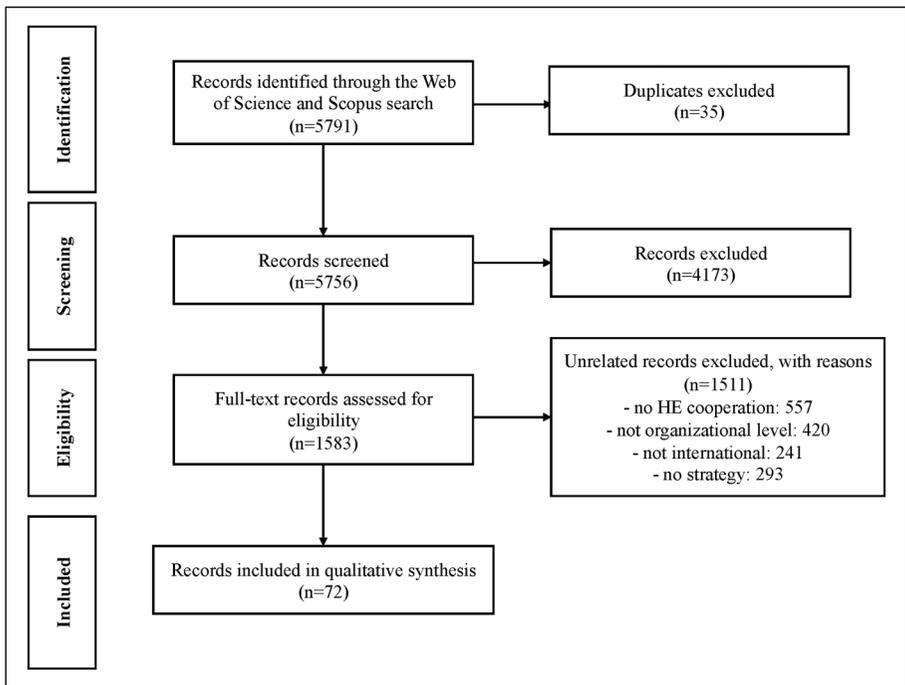 Identification
Records identified through the Web
of Science and Scopus search
(n=5791)
Duplicates excluded
(n=35)
Screening
Records screened
(n=5756)
Records excluded
(n=4173)
Eligibility
Full-text records assessed for
eligibility
(n=1583)
Unrelated records excluded, with reasons
(n=1511)
- no HE cooperation: 557
- not organizational level: 420
- not international: 241
- no strategy: 293
Included
Records included in qualitative synthesis
(n=72)